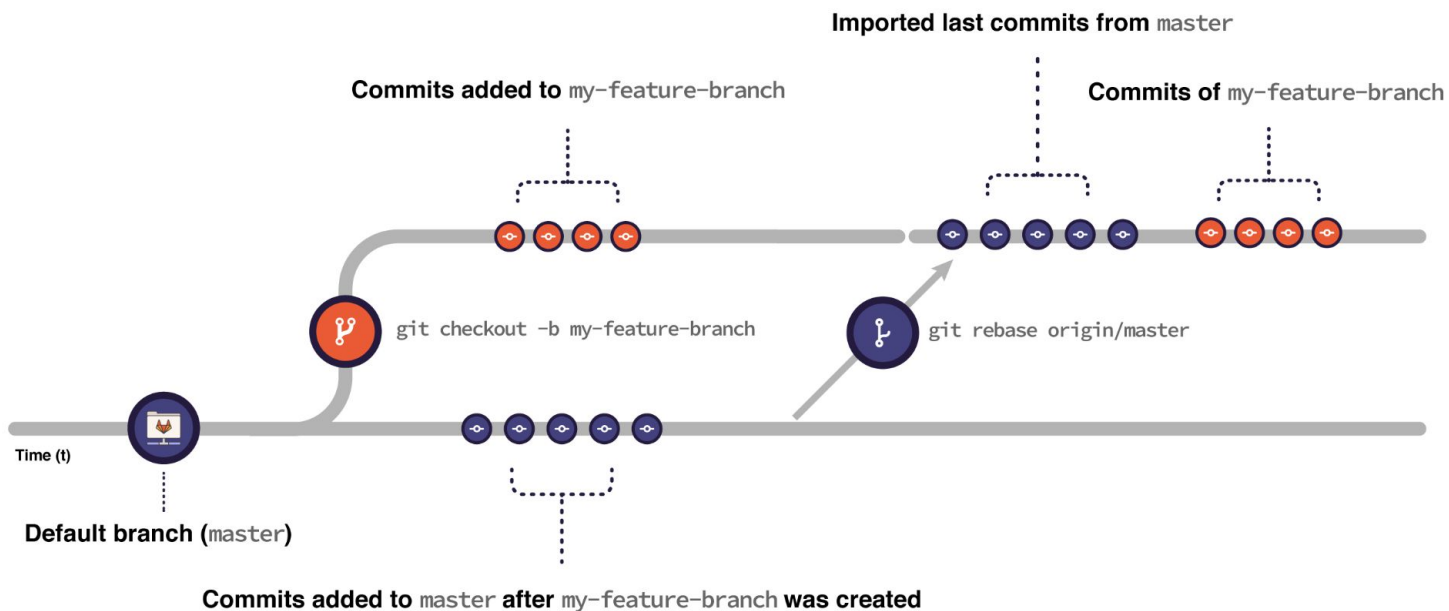 Imported last commits from master
Commits added to my-feature-branch
Commits of my-feature-branch
git checkout -b my-feature-branch
git rebase origin/master
Time (t)
Default branch (master)
Commits added to master after my-feature-branch was created